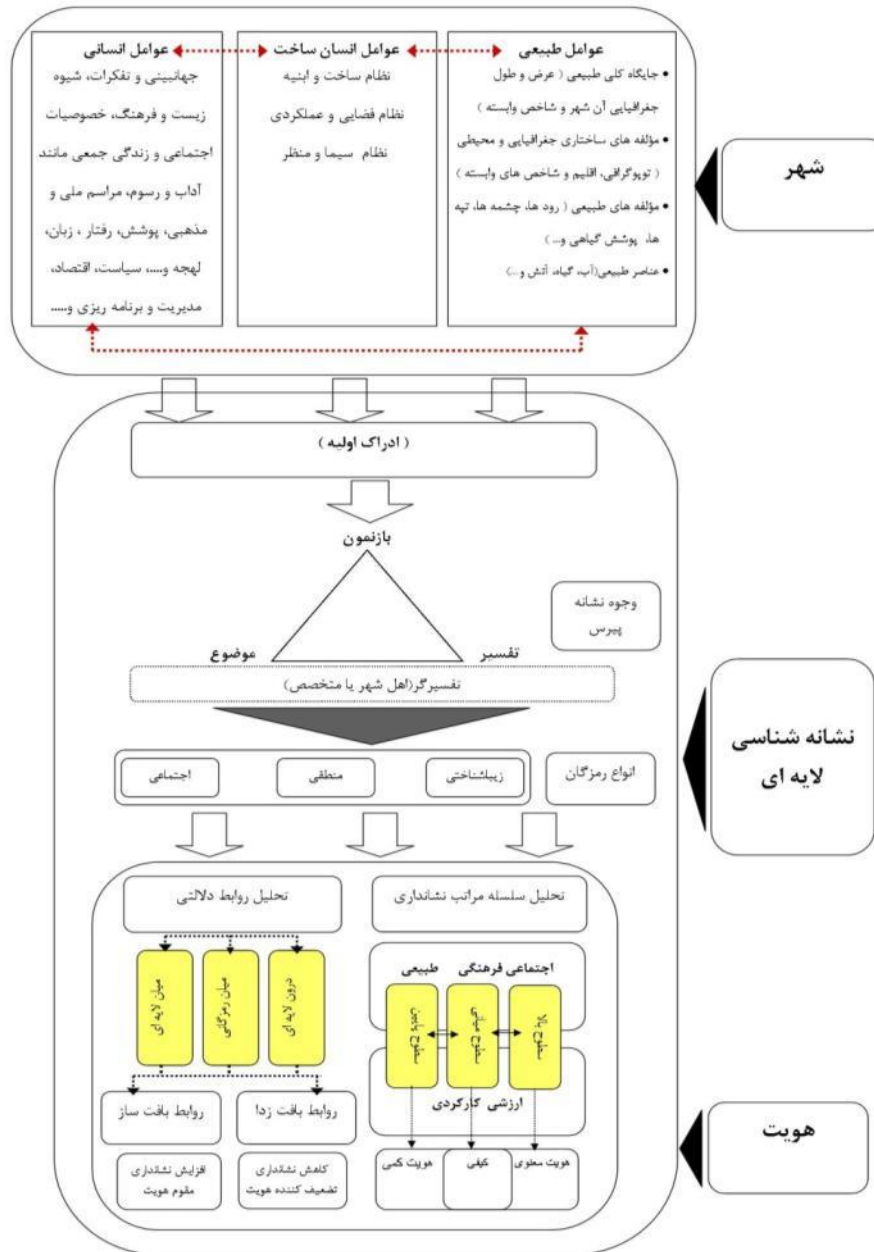 عوامل طبیعی
جایگاه کلی طبیعی ( عرض و طول
جغرافیایی آن شهر و شاخص وابسته )
مؤلفه های ساختاری جغرافیایی و محیطی
( توپوگرافی، اقلیم و شاخص های وابسته )
مؤلفه های طبیعی ( رود ها، چشمه ها، تپه
ها، پوشش گیاهی و... )
عناصر طبیعی(آب، گیاه، آتش و...)
عوامل انسان ساخت
نظام ساخت و ابنیه
نظام فضایی و عملکردی
نظام سیما و منظر
عوامل انسانی
جهانبینی و تفکرات، شیوه
زیست و فرهنگ، خصوصیات
اجتماعی و زندگی جمعی مانند
آداب و رسوم، مراسم ملی و
مذهبی، پوشش، رفتار ، زبان،
لهجه و....، سیاست، اقتصاد،
مدیریت و برنامه ریزی و.....
شهر
( ادراک اولیه )
بازنمون
وجوه نشانه
پیرس
تفسیر
موضوع
تفسیرگر(اهل شهر یا متخصص)
نشانه شناسی
لایه ای
انواع رمزگان
زیباشناختی
منطقی
اجتماعی
تحلیل سلسله مراتب نشانداری
تحلیل روابط دلالتی
اجتماعی فرهنگی
طبیعی
سطوح بالا
سطوح میانی
سطوح پایین
ارزشی کارکردی
هویت معنوی
کیفی
هویت کمی
درون لایه ای
میان رمزگانی
میان لایه ای
روابط بافت زدا
روابط بافت ساز
کاهش نشانداری
تضعیف کننده هویت
افزایش نشانداری
مقوم هویت
هویت